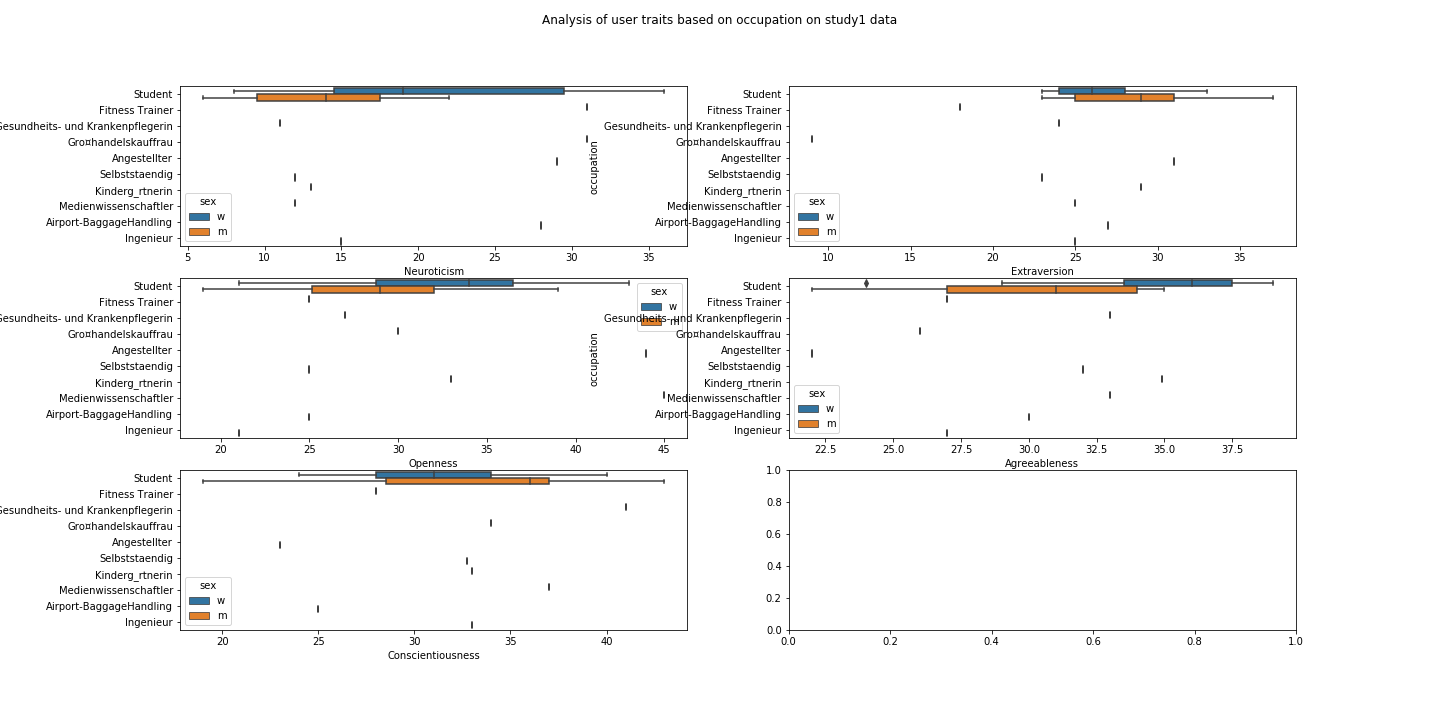 Analysis of user traits based on occupation on study1 data
Student
Fitness Trainer
Gesundheits- und Krankenpflegerin
Gro¤handelskauffrau
Angestellter
Selbststaendig
Kinderg_rtnerin
Medienwissenschaftler
Airport-BaggageHandling
Ingenieur
sex
w
m
5 10 15 20 25 30 35
Neuroticism
occupation
Student
Fitness Trainer
Gesundheits- und Krankenpflegerin
Gro¤handelskauffrau
Angestellter
Selbststaendig
Kinderg_rtnerin
Medienwissenschaftler
Airport-BaggageHandling
Ingenieur
sex
w
m
10 15 20 25 30 35
Extraversion
Student
Fitness Trainer
Gesundheits- und Krankenpflegerin
Gro¤handelskauffrau
Angestellter
Selbststaendig
Kinderg_rtnerin
Medienwissenschaftler
Airport-BaggageHandling
Ingenieur
sex
w
m
20 25 30 35 40 45
Openness
occupation
Student
Fitness Trainer
Gesundheits- und Krankenpflegerin
Gro¤handelskauffrau
Angestellter
Selbststaendig
Kinderg_rtnerin
Medienwissenschaftler
Airport-BaggageHandling
Ingenieur
sex
w
m
22.5 25.0 27.5 30.0 32.5 35.0 37.5
Agreeableness
Student
Fitness Trainer
Gesundheits- und Krankenpflegerin
Gro¤handelskauffrau
Angestellter
Selbststaendig
Kinderg_rtnerin
Medienwissenschaftler
Airport-BaggageHandling
Ingenieur
sex
w
m
20 25 30 35 40
Conscientiousness
1.0
0.8
0.6
0.4
0.2
0.0
0.0 0.2 0.4 0.6 0.8 1.0